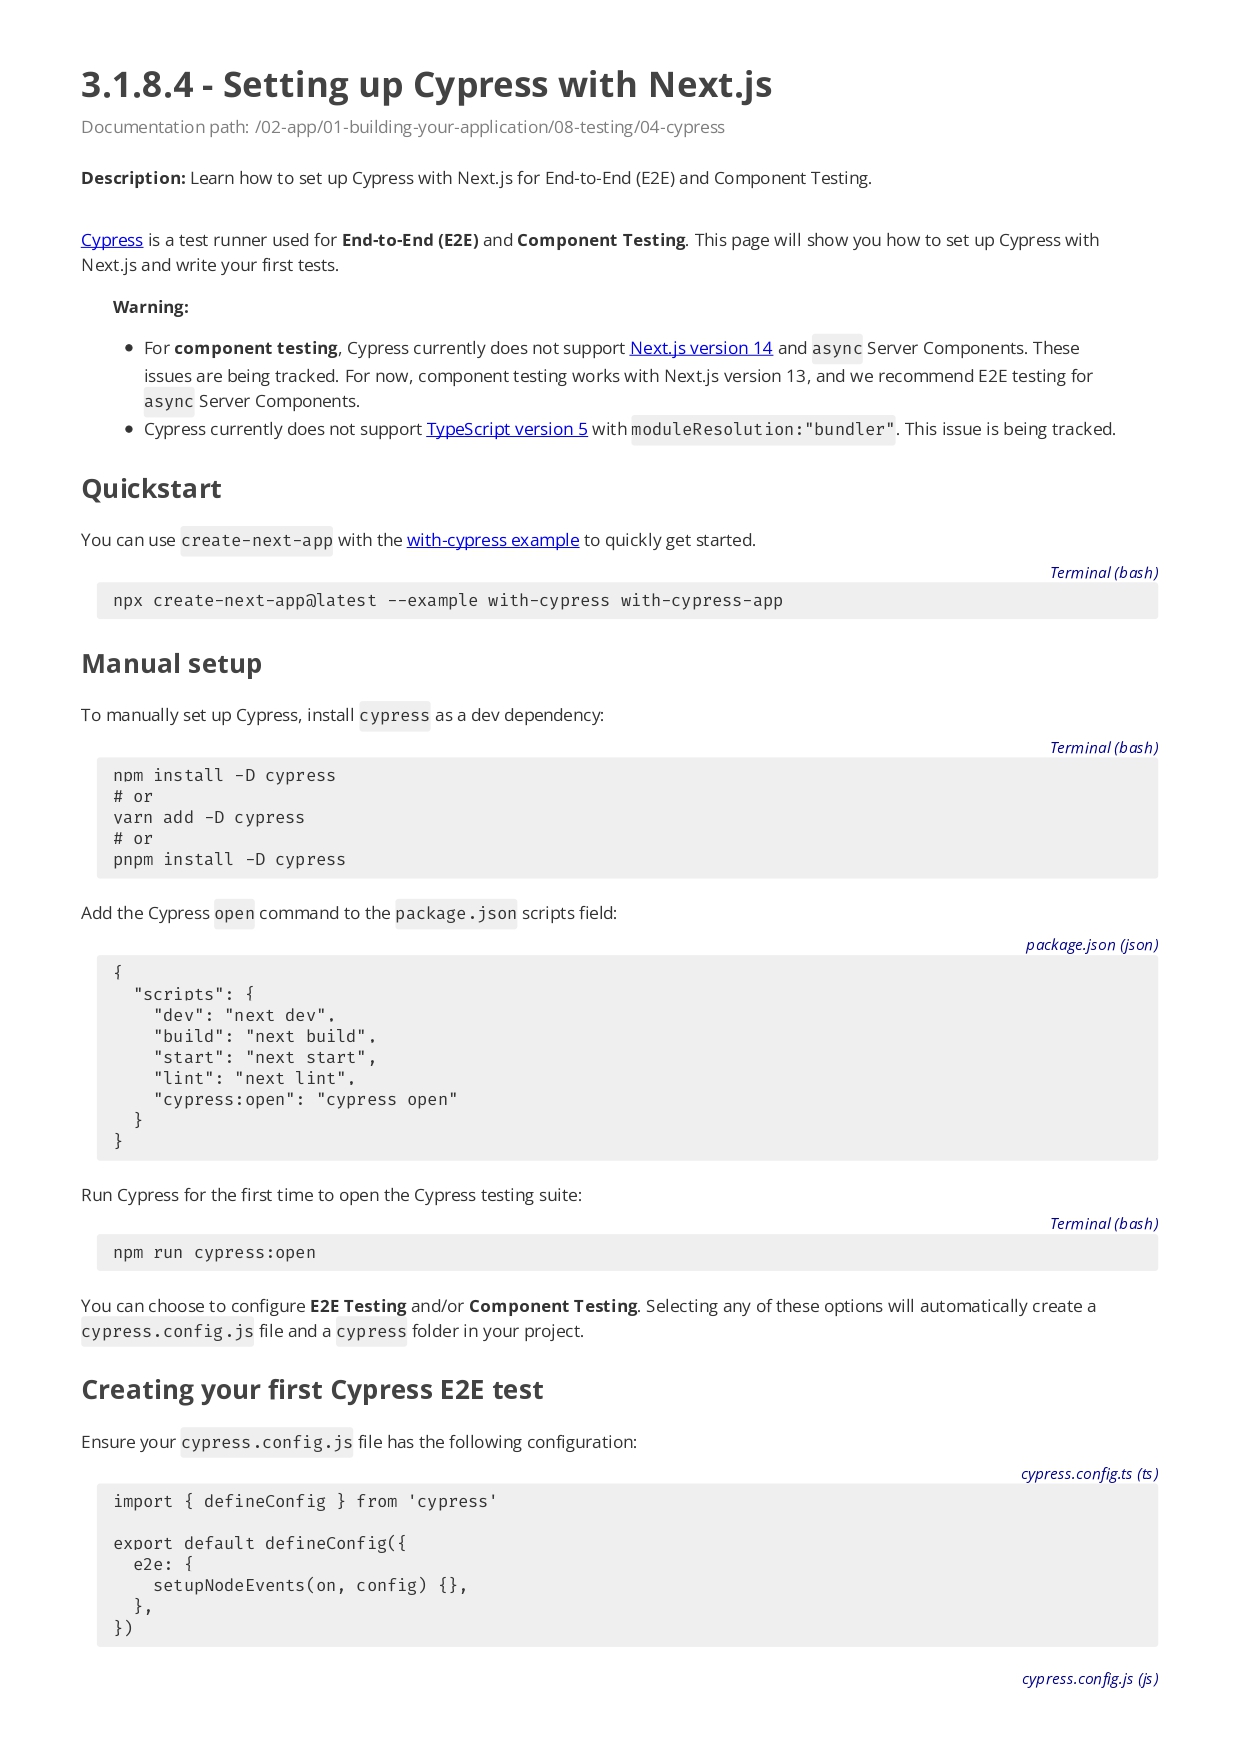 3.1.8.4 - Setting up Cypress with Next.js
Documentation path: /02-app/01-building-your-application/08-testing/04-cypress
Description: Learn how to set up Cypress with Next.js for End-to-End (E2E) and Component Testing.
Cypress is a test runner used for End-to-End (E2E) and Component Testing. This page will show you how to set up Cypress with
Next.js and write your first tests.
Warning:
• For component testing, Cypress currently does not support Next.js version 14 and async Server Components. These
issues are being tracked. For now, component testing works with Next.js version 13, and we recommend E2E testing for
async Server Components.
• Cypress currently does not support TypeScript version 5 with moduleResolution:"bundler". This issue is being tracked.
Quickstart
You can use create-next-app with the with-cypress example to quickly get started.
Terminal (bash)
npx create-next-app@latest --example with-cypress with-cypress-app
Manual setup
To manually set up Cypress, install cypress as a dev dependency:
Terminal (bash)
npm install -D cypress
# or
yarn add -D cypress
# or
pnpm install -D cypress
Add the Cypress open command to the package.json scripts field:
package.json (json)
{
  "scripts": {
    "dev": "next dev",
    "build": "next build",
    "start": "next start",
    "lint": "next lint",
    "cypress:open": "cypress open"
  }
}
Run Cypress for the first time to open the Cypress testing suite:
Terminal (bash)
npm run cypress:open
You can choose to configure E2E Testing and/or Component Testing. Selecting any of these options will automatically create a
cypress.config.js file and a cypress folder in your project.
Creating your first Cypress E2E test
Ensure your cypress.config.js file has the following configuration:
cypress.config.ts (ts)
import { defineConfig } from 'cypress'
export default defineConfig({
  e2e: {
    setupNodeEvents(on, config) {},
  },
})
cypress.config.js (js)